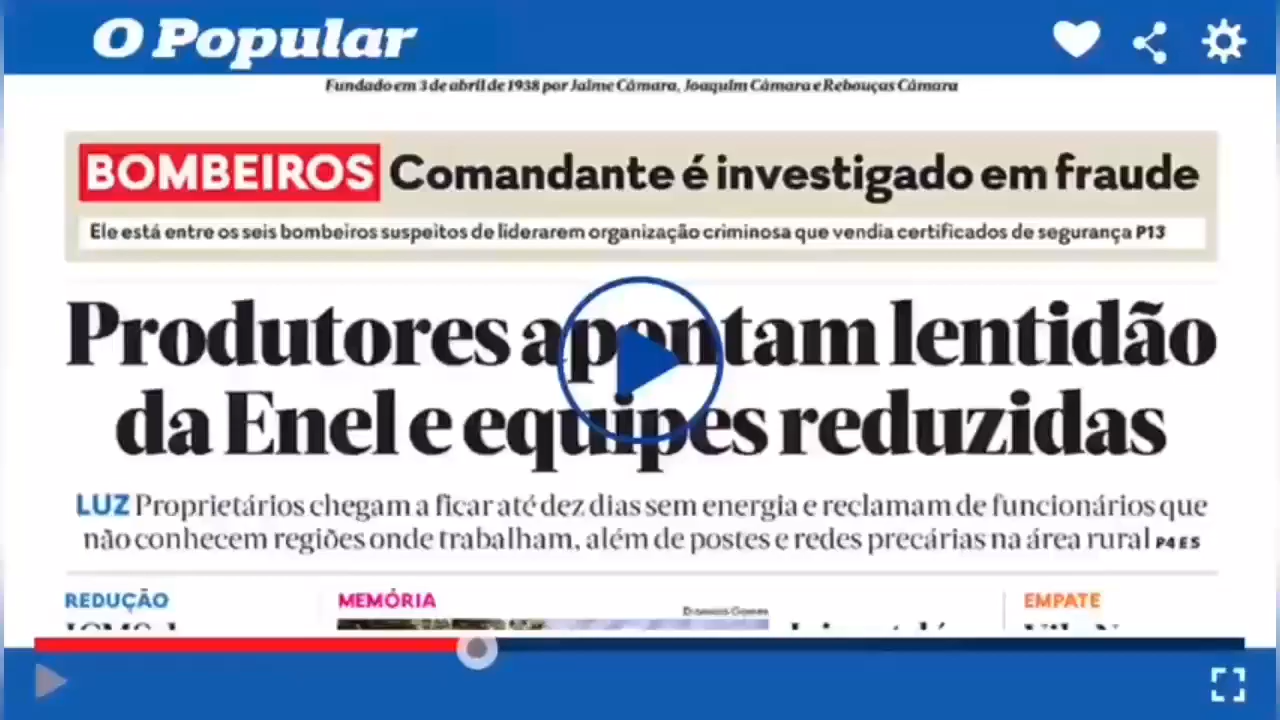 O Popular
Fundado em 3 de abril de 1938 por Jaime Câmara, Joaquim Câmara e Rebouças Câmara
BOMBEIROS Comandante é investigado em fraude
Ele está entre os seis bombeiros suspeitos de liderarem organização criminosa que vendia certificados de segurança P13
Produtores apontam lentidão
da Enel e equipes reduzidas
LUZ Proprietários chegam a ficar até dez dias sem energia e reclamam de funcionários que
não conhecem regiões onde trabalham, além de postes e redes precárias na área rural P4 E 5
REDUÇÃO
MEMÓRIA
EMPATE